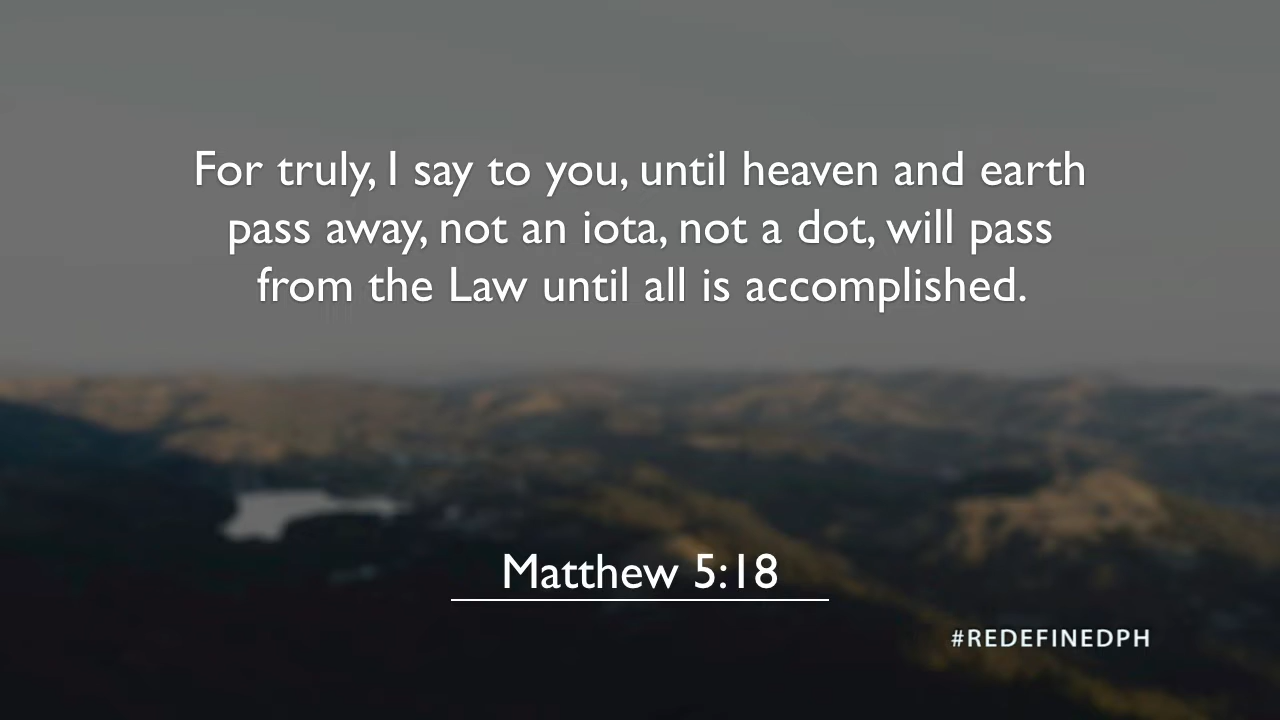 For truly, I say to you, until heaven and earth
pass away, not an iota, not a dot, will pass
from the Law until all is accomplished.
Matthew 5:18
#REDEFINEDPH